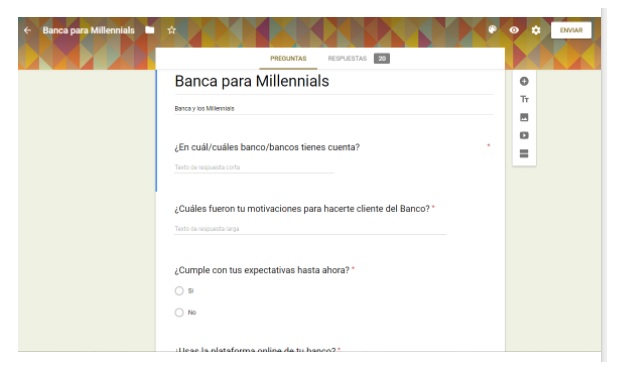 Banca para Millennials
ENVIAR
PREGUNTAS RESPUESTAS 20
Banca para Millennials
Banca y los Millennials
¿En cuál/cuáles banco/bancos tienes cuenta? *
Texto de respuesta corta
¿Cuáles fueron tu motivaciones para hacerte cliente del Banco? *
Texto de respuesta larga
¿Cumple con tus expectativas hasta ahora? *
Si
No
¿Usas la plataforma online de tu banco? *
Tт